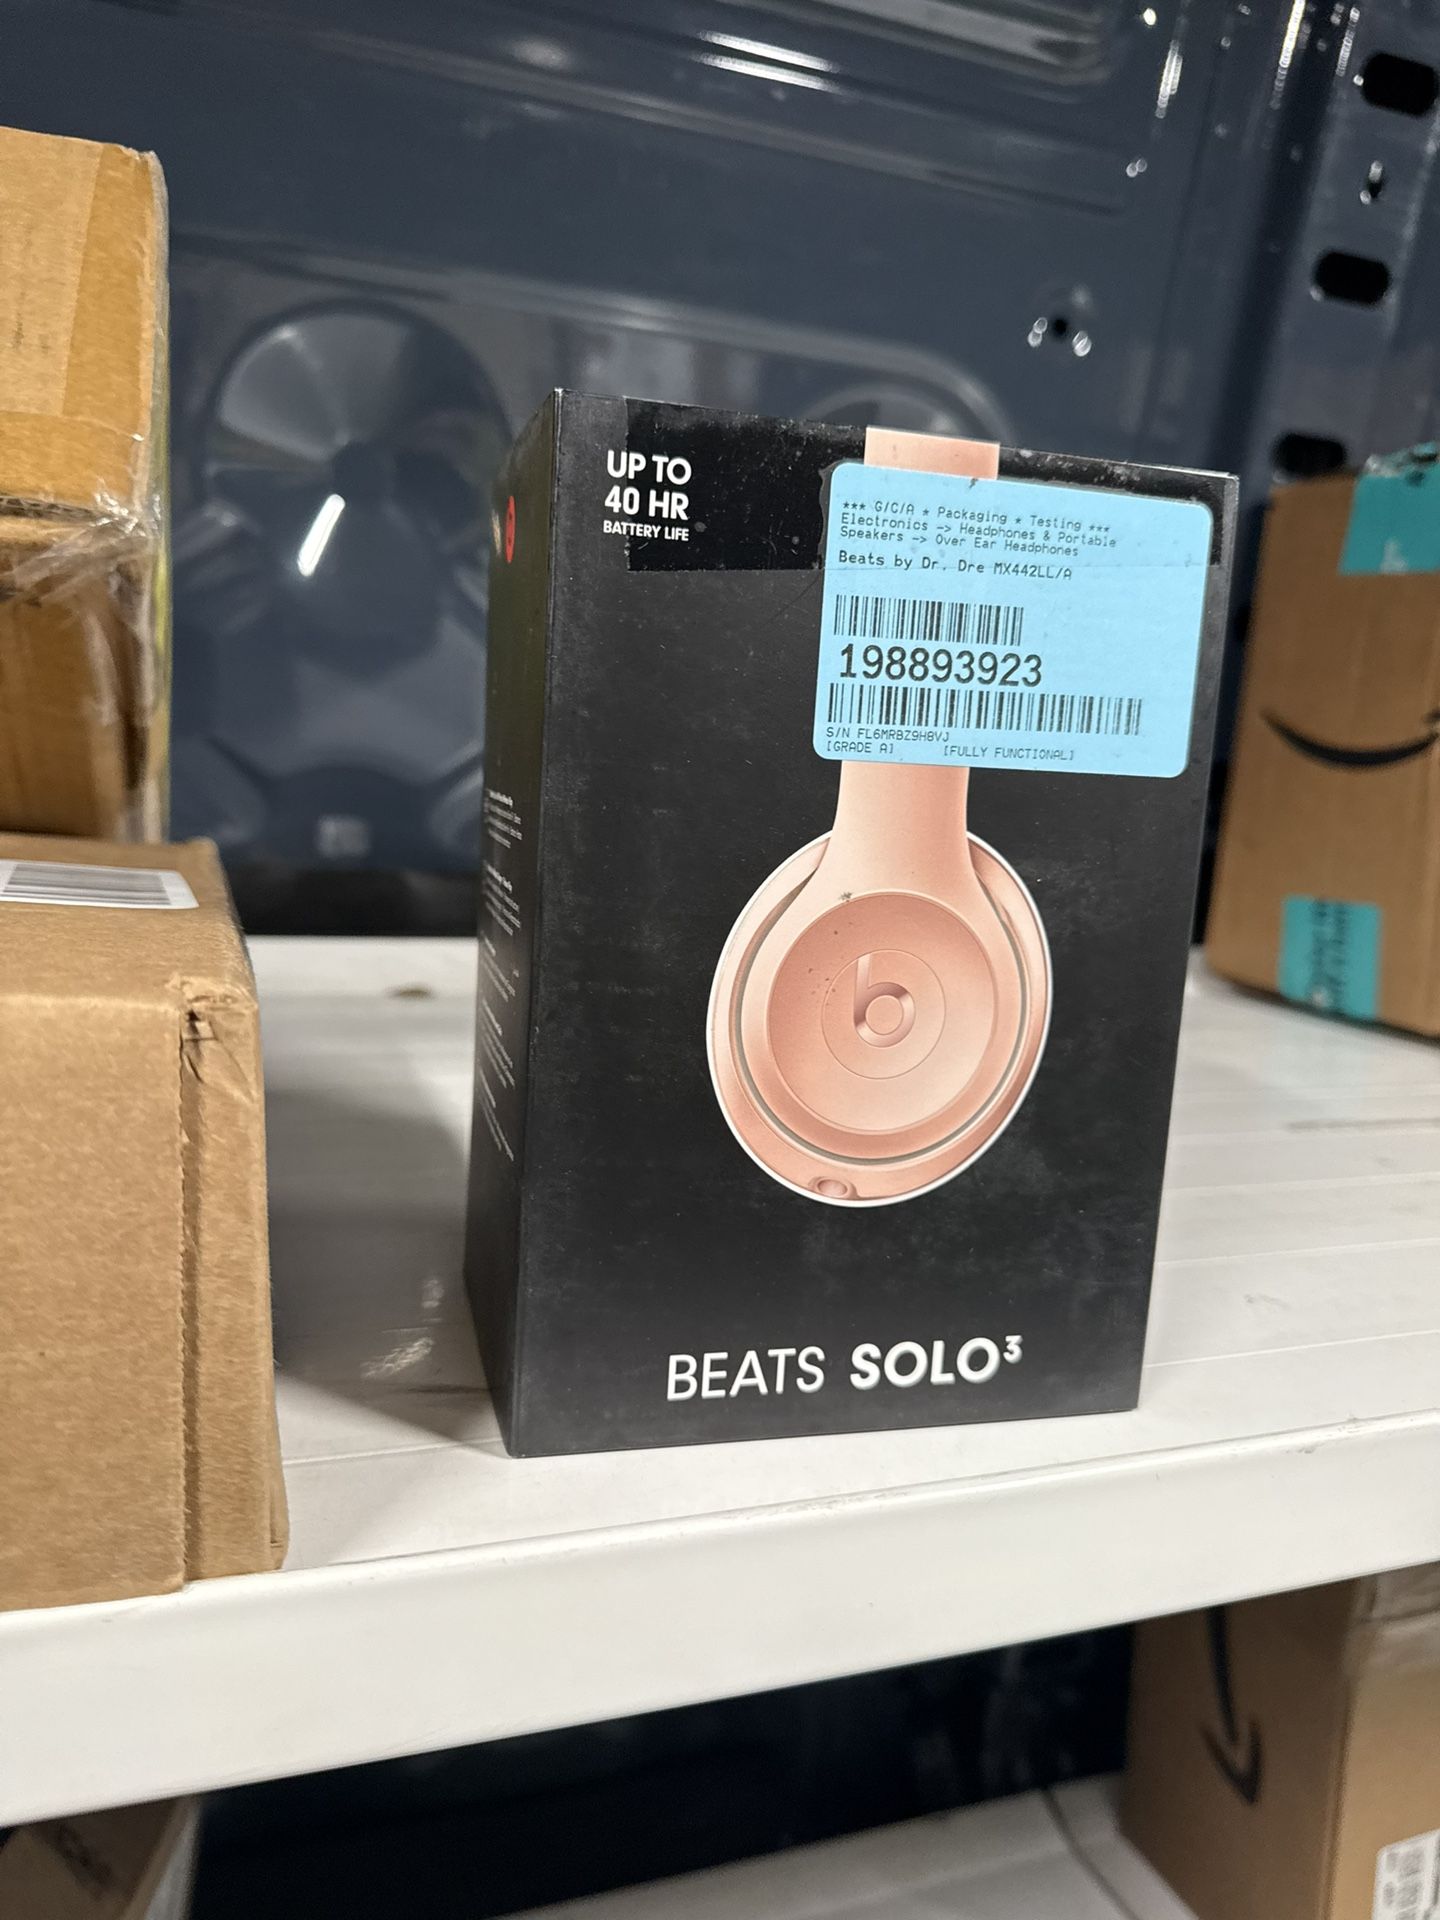 UP TO
40 HR
BATTERY LIFE
*** G/C/A * Packaging * Testing ***
Electronics -> Headphones & Portable
Speakers -> Over Ear Headphones
Beats by Dr. Dre MX442LL/A
198893923
S/N FL6MRBZ9H8VJ
[GRADE A] [FULLY FUNCTIONAL]
b
BEATS SOLO³